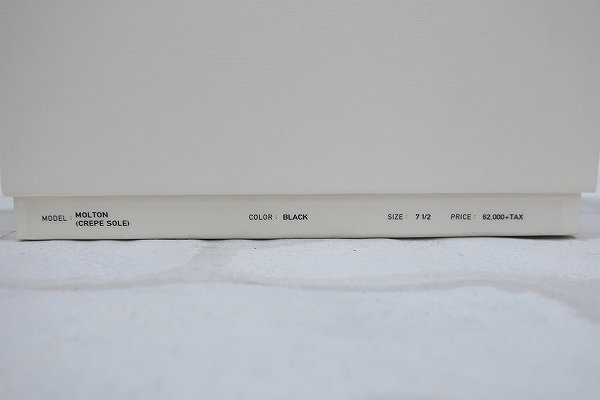 MODEL : MOLTON
(CREPE SOLE)
COLOR : BLACK
SIZE : 7 1/2
PRICE : 62.000+TAX